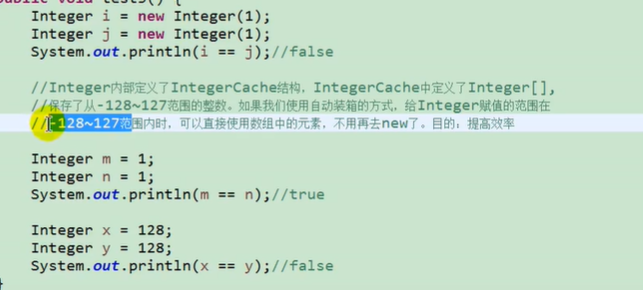 Integer i = new Integer(1);
Integer j = new Integer(1);
System.out.println(i == j);//false
//Integer内部定义了IntegerCache结构，IntegerCache中定义了Integer[],
//保存了从-128~127范围的整数。如果我们使用自动装箱的方式，给Integer赋值的范围在
//-128~127范围内时，可以直接使用数组中的元素，不用再去new了。目的：提高效率
Integer m = 1;
Integer n = 1;
System.out.println(m == n);//true
Integer x = 128;
Integer y = 128;
System.out.println(x == y);//false
}